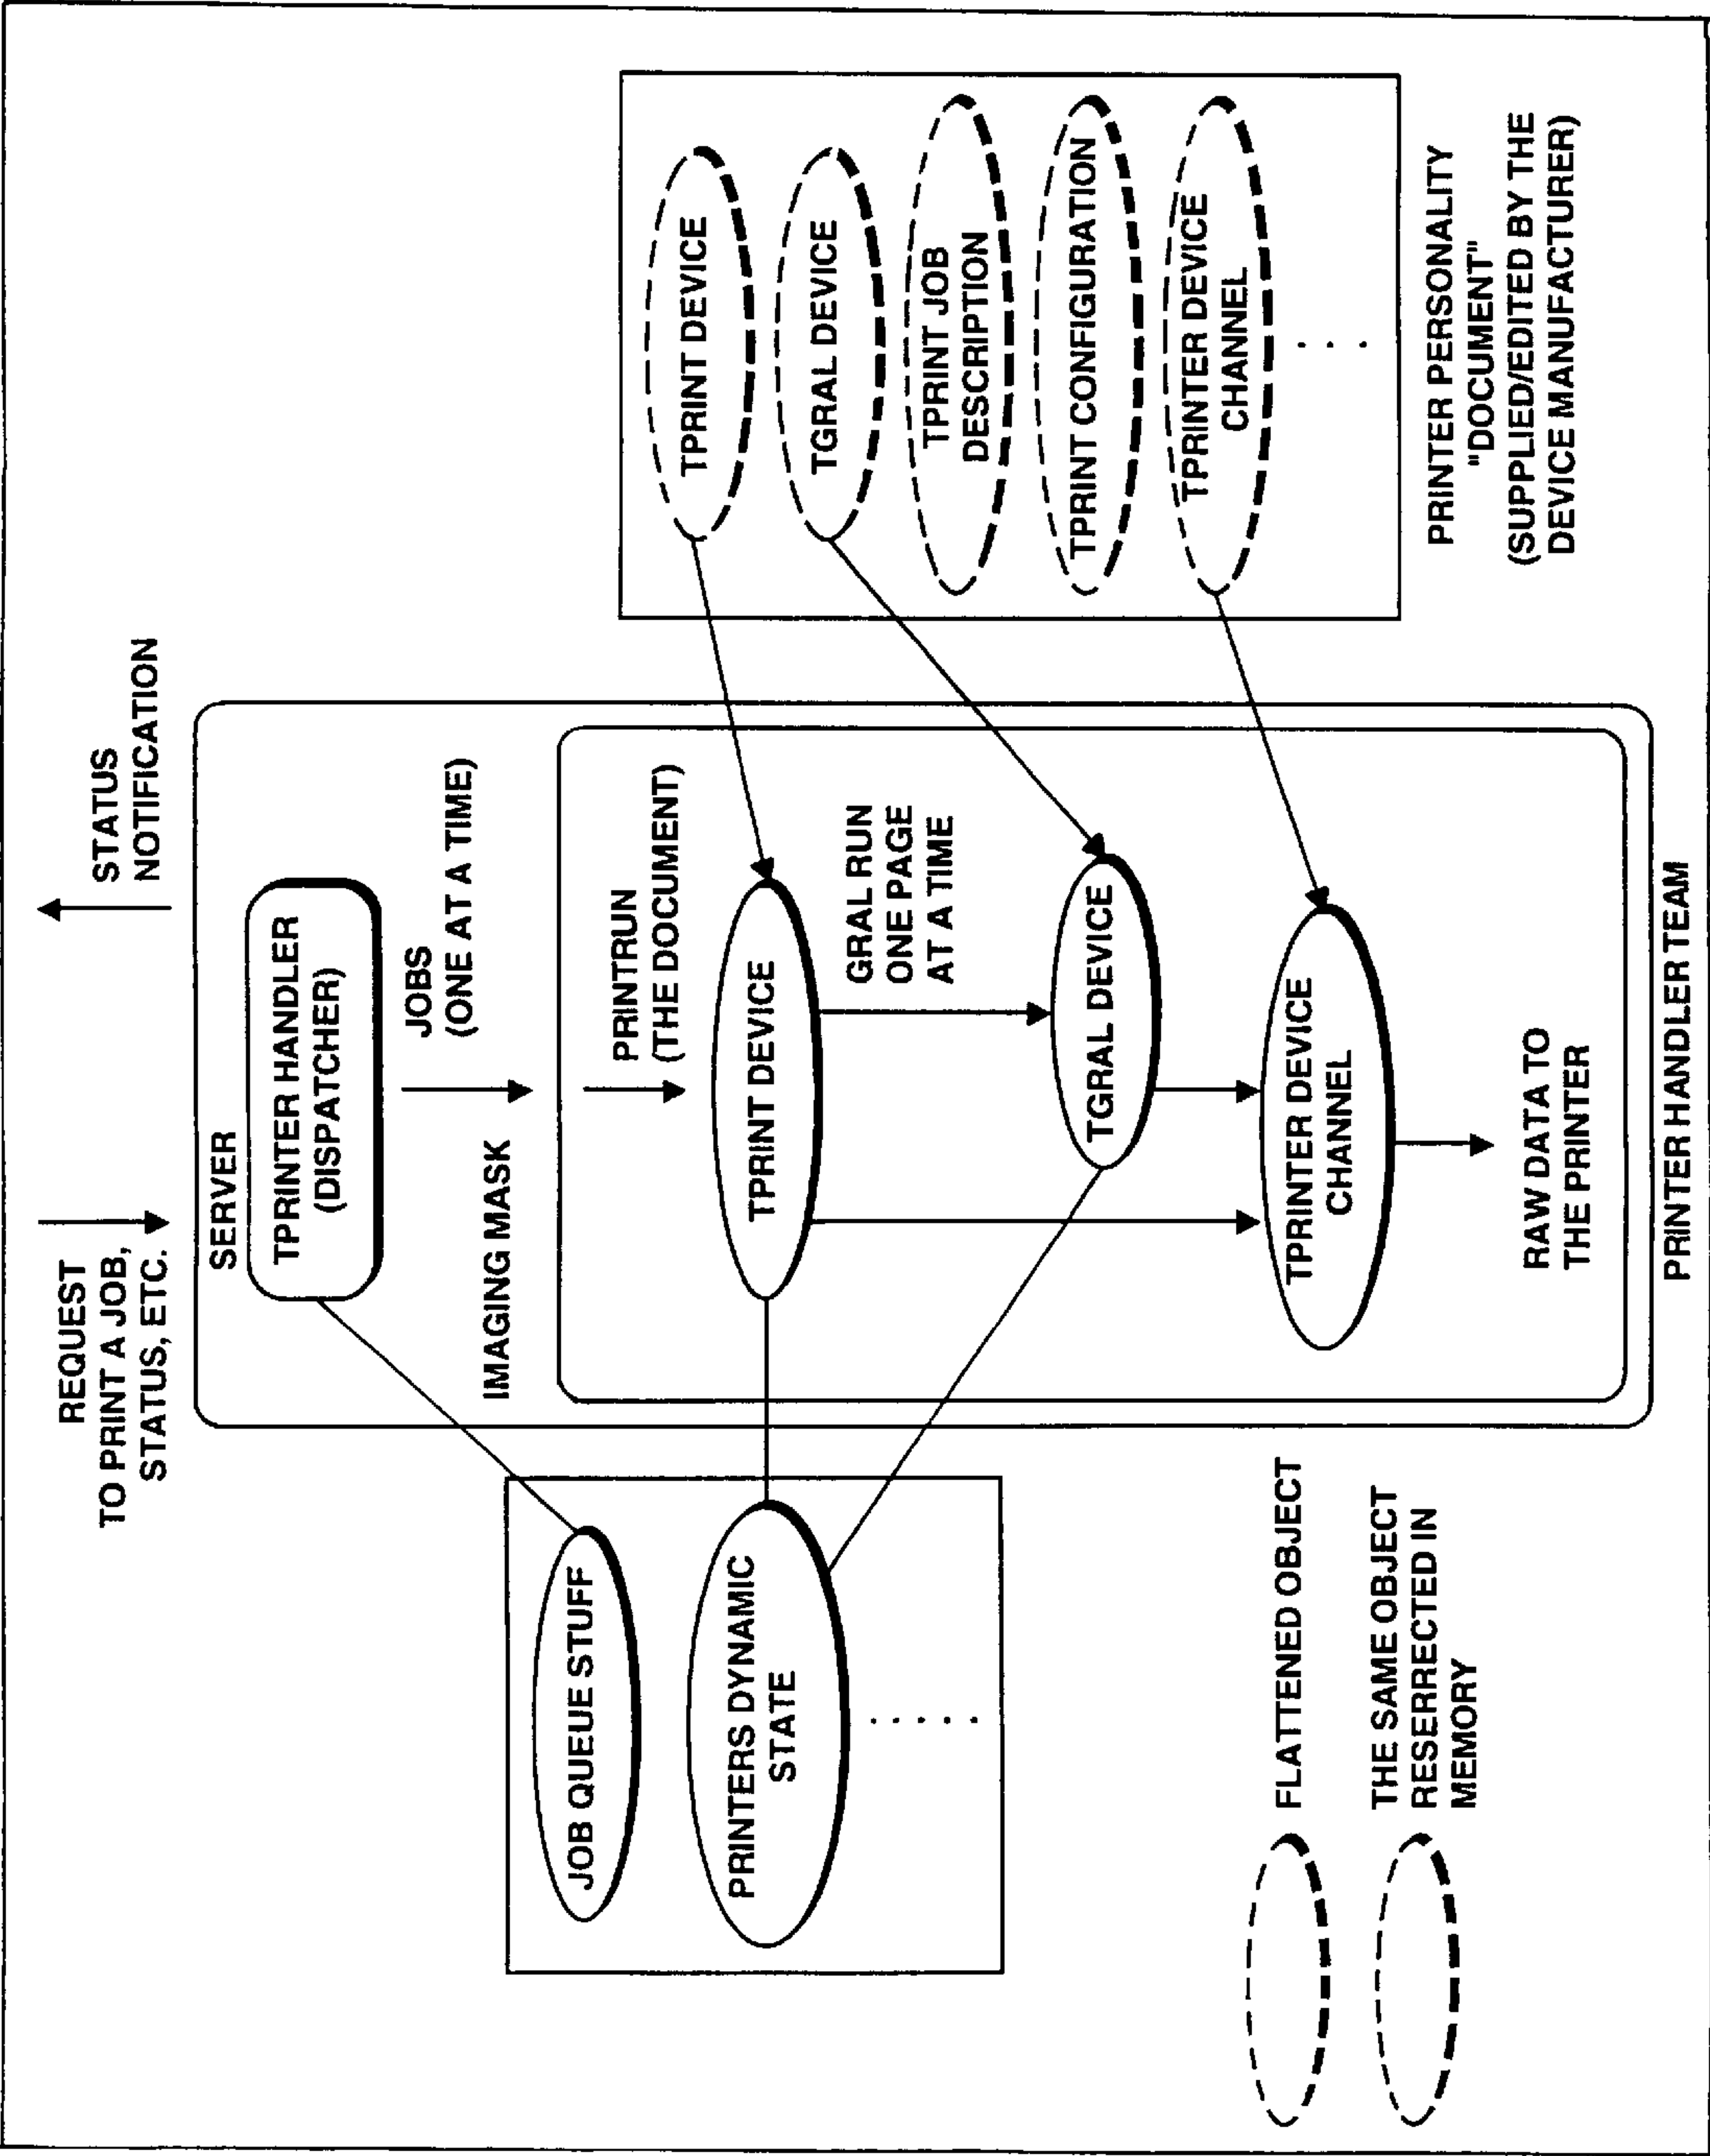 REQUEST
TO PRINT A JOB,
STATUS, ETC.
STATUS
NOTIFICATION
SERVER
TPRINTER HANDLER
(DISPATCHER)
JOBS
(ONE AT A TIME)
IMAGING MASK
PRINTRUN
(THE DOCUMENT)
TPRINT DEVICE
GRAL RUN
ONE PAGE
AT A TIME
TGRAL DEVICE
TPRINTER DEVICE
CHANNEL
RAW DATA TO
THE PRINTER
PRINTER HANDLER TEAM
JOB QUEUE STUFF
PRINTERS DYNAMIC
STATE
TPRINT DEVICE
TGRAL DEVICE
TPRINT JOB
DESCRIPTION
TPRINT CONFIGURATION
TPRINTER DEVICE
CHANNEL
PRINTER PERSONALITY
"DOCUMENT"
(SUPPLIED/EDITED BY THE
DEVICE MANUFACTURER)
FLATTENED OBJECT
THE SAME OBJECT
RESERRECTED IN
MEMORY